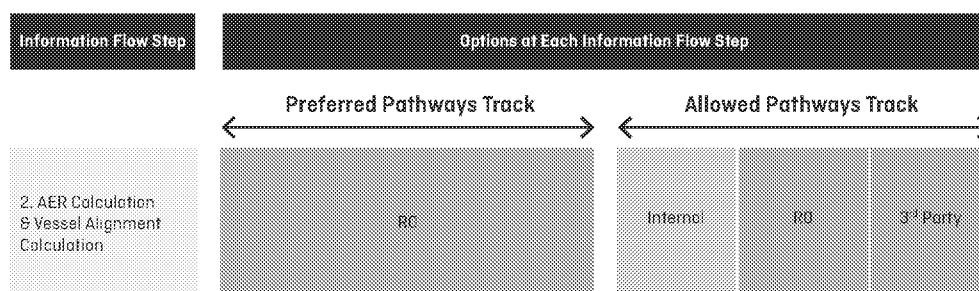 Information Flow Step
Options at Each Information Flow Step
Preferred Pathways Track
Allowed Pathways Track
2. AER Calculation
& Vessel Alignment
Calculation
RO
Internal
RO
3rd Party